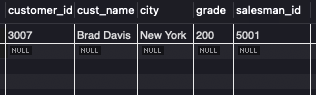 customer_id cust_name city grade salesman_id
3007 Brad Davis New York 200 5001
NULL NULL NULL NULL NULL